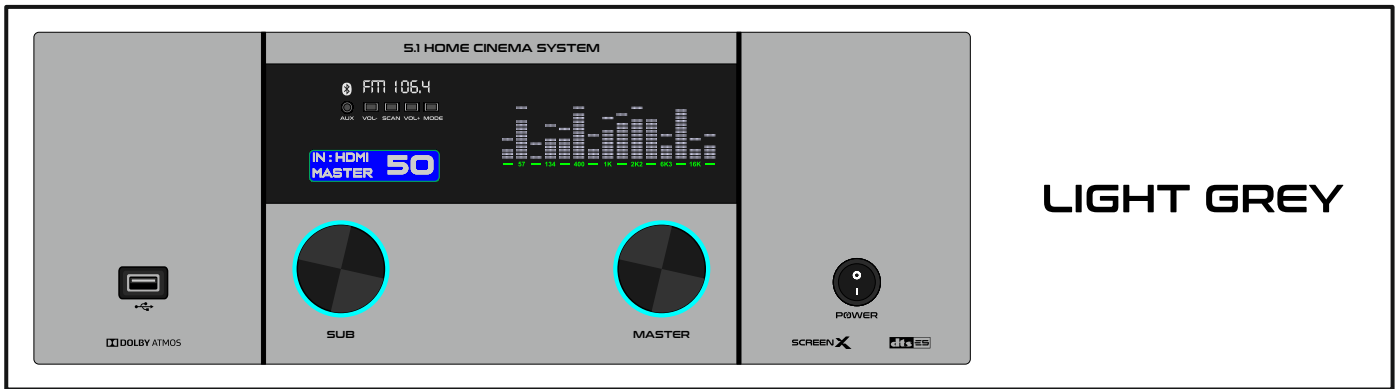 5.1 HOME CINEMA SYSTEM
FM 106.4
AUX VOL- SCAN VOL+ MODE
IN : HDMI
MASTER 50
57 134 400 1K 2K2 6K3 16K
LIGHT GREY
SUB
MASTER
POWER
DOLBY ATMOS
SCREEN X
dts ES